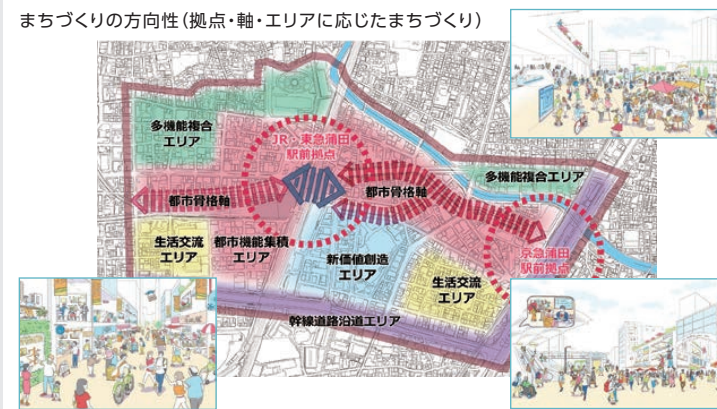 まちづくりの方向性(拠点・軸・エリアに応じたまちづくり)
多機能複合
エリア
JR・東急蒲田
駅前拠点
多機能複合エリア
都市骨格軸
都市骨格軸
生活交流
エリア
都市機能集積
エリア
新価値創造
エリア
京急蒲田
駅前拠点
生活交流
エリア
幹線道路沿道エリア